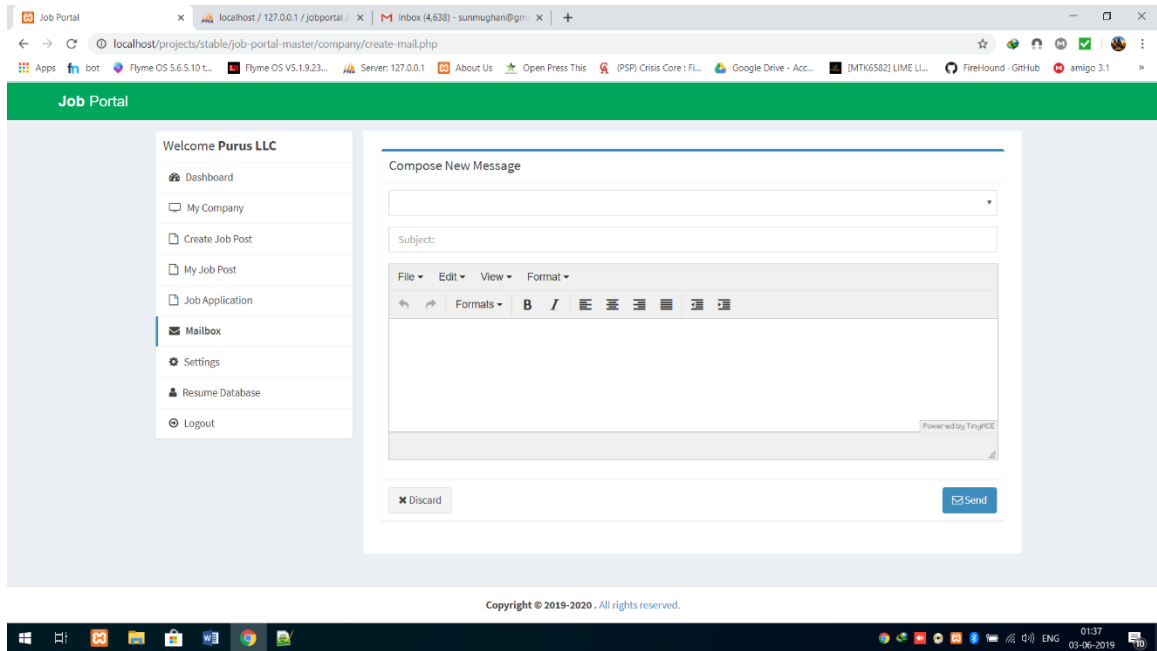 Job Portal
localhost / 127.0.0.1 / jobportal /
Inbox (4,638) - sunmughan@gm
localhost/projects/stable/job-portal-master/company/create-mail.php
Apps
bot
Flyme OS 5.6.5.10 t...
Flyme OS V5.1.9.23...
Server: 127.0.0.1
About Us
Open Press This
(PSP) Crisis Core : Fi...
Google Drive - Acc...
[MTK6582] LIME LI...
FireHound · GitHub
amigo 3.1
»
Job Portal
Welcome Purus LLC
Dashboard
My Company
Create Job Post
My Job Post
Job Application
Mailbox
Settings
Resume Database
Logout
Compose New Message
Subject:
File Edit View Format
Formats B I
Powered by TinyMCE
Discard
Send
Copyright © 2019-2020 . All rights reserved.
ENG
01:37
03-06-2019
10